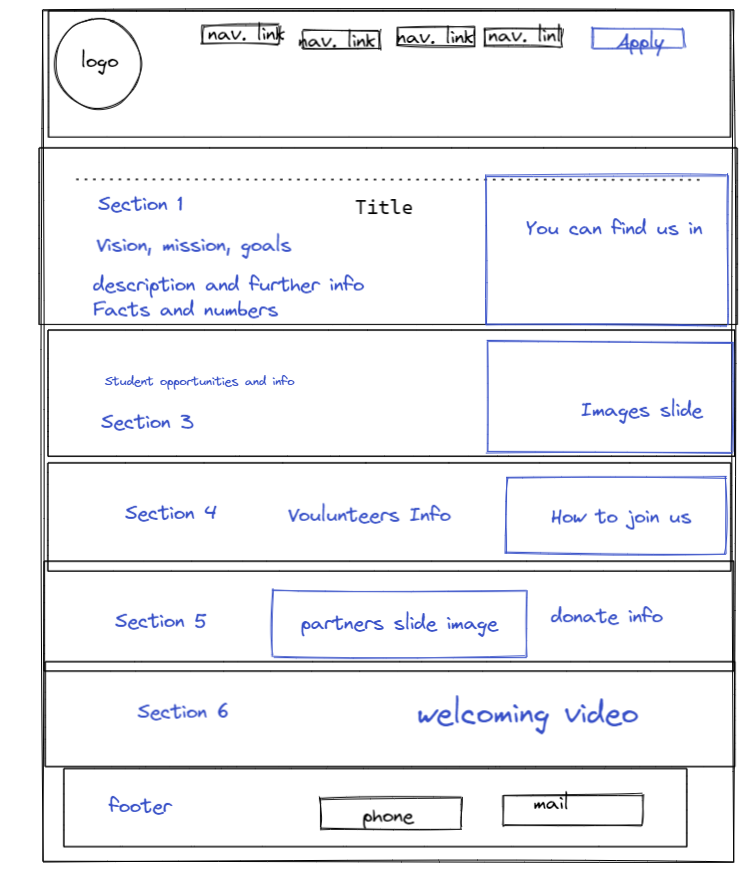 logo
nav. link
nav. link
nav. link
nav. link
Apply
Section 1
Title
You can find us in
Vision, mission, goals
description and further info
Facts and numbers
Student opportunities and info
Section 3
Images slide
Section 4
Voulunteers Info
How to join us
Section 5
partners slide image
donate info
Section 6
welcoming video
footer
phone
mail